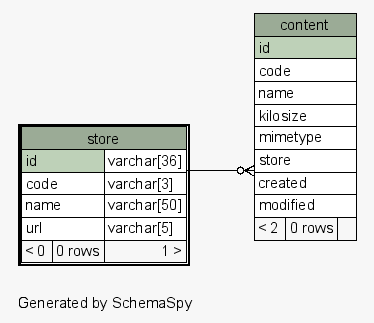 content
id
code
name
kilosize
mimetype
store
created
modified
< 2 0 rows
store
id varchar[36]
code varchar[3]
name varchar[50]
url varchar[5]
< 0 0 rows 1 >
Generated by SchemaSpy